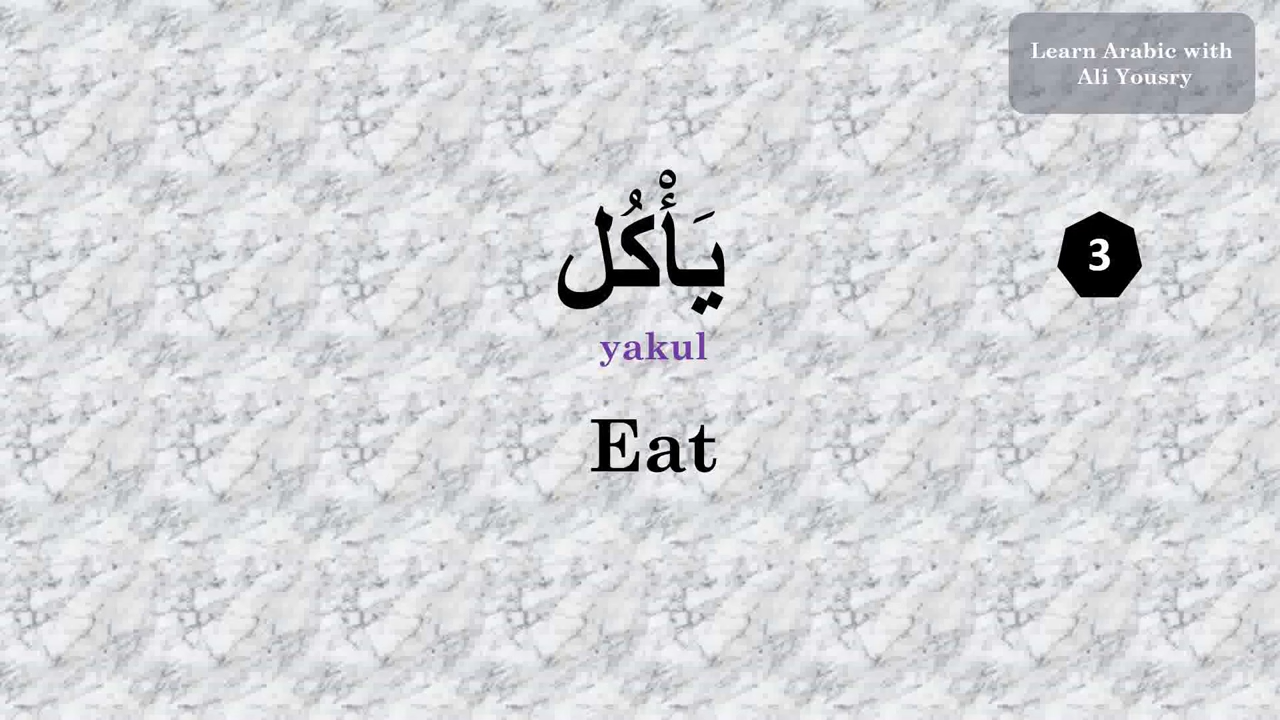 Learn Arabic with
Ali Yousry
يَأْكُل
3
yakul
Eat